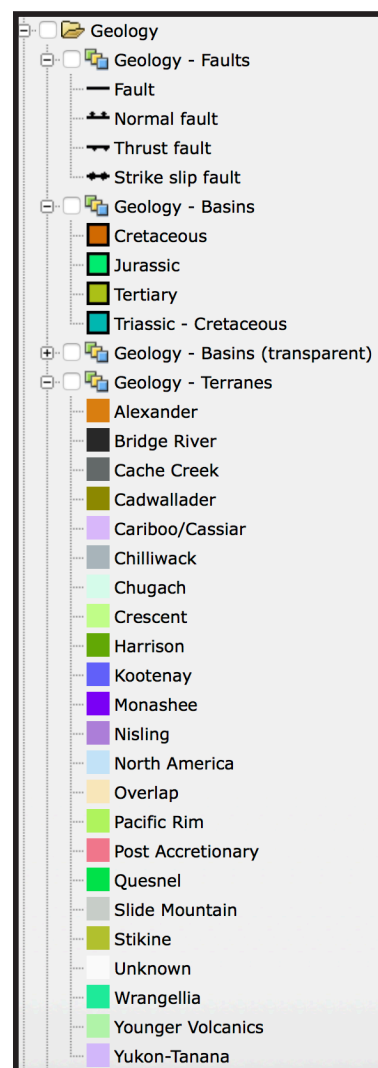 Geology
Geology - Faults
Fault
Normal fault
Thrust fault
Strike slip fault
Geology - Basins
Cretaceous
Jurassic
Tertiary
Triassic - Cretaceous
Geology - Basins (transparent)
Geology - Terranes
Alexander
Bridge River
Cache Creek
Cadwallader
Cariboo/Cassiar
Chilliwack
Chugach
Crescent
Harrison
Kootenay
Monashee
Nisling
North America
Overlap
Pacific Rim
Post Accretionary
Quesnel
Slide Mountain
Stikine
Unknown
Wrangellia
Younger Volcanics
Yukon-Tanana